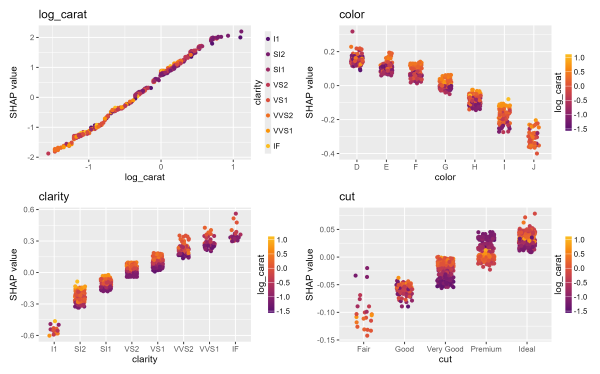 log_carat
SHAP value
2
1
0
-1
-2
-1
0
1
log_carat
clarity
I1
SI2
SI1
VS2
VS1
VVS2
VVS1
IF
color
SHAP value
0.2
0.0
-0.2
-0.4
D E F G H I J
color
log_carat
1.0
0.5
0.0
-0.5
-1.0
-1.5
clarity
SHAP value
0.6
0.3
0.0
-0.3
-0.6
I1 SI2 SI1 VS2 VS1 VVS2 VVS1 IF
clarity
log_carat
1.0
0.5
0.0
-0.5
-1.0
-1.5
cut
SHAP value
0.05
0.00
-0.05
-0.10
-0.15
Fair Good Very Good Premium Ideal
cut
log_carat
1.0
0.5
0.0
-0.5
-1.0
-1.5